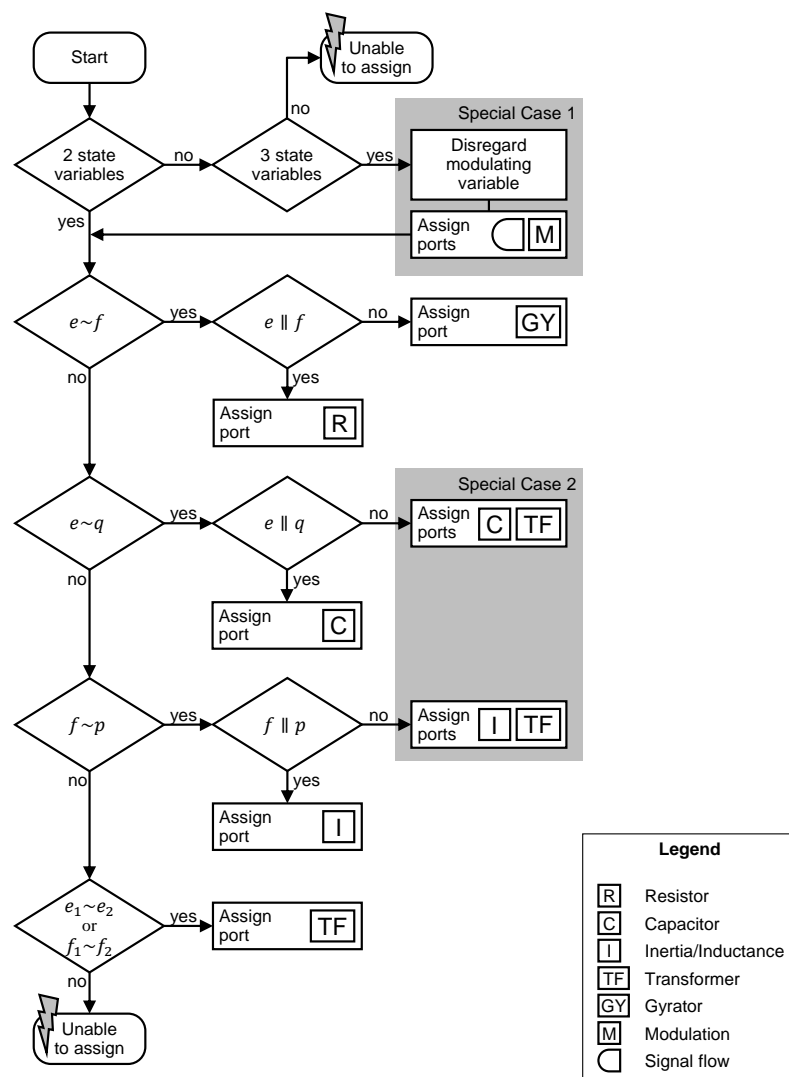 Start
Unable
to assign
no
Special Case 1
2 state
variables
no
3 state
variables
yes
Disregard
modulating
variable
yes
Assign
ports
M
e~f
yes
e ∥ f
no
Assign
port
GY
no
yes
Assign
port
R
Special Case 2
e~q
yes
e ∥ q
no
Assign
ports
C TF
no
yes
Assign
port
C
f~p
yes
f ∥ p
no
Assign
ports
I TF
no
yes
Assign
port
I
e₁~e₂
or
f₁~f₂
yes
Assign
port
TF
no
Unable
to assign
Legend
R Resistor
C Capacitor
I Inertia/Inductance
TF Transformer
GY Gyrator
M Modulation
Signal flow